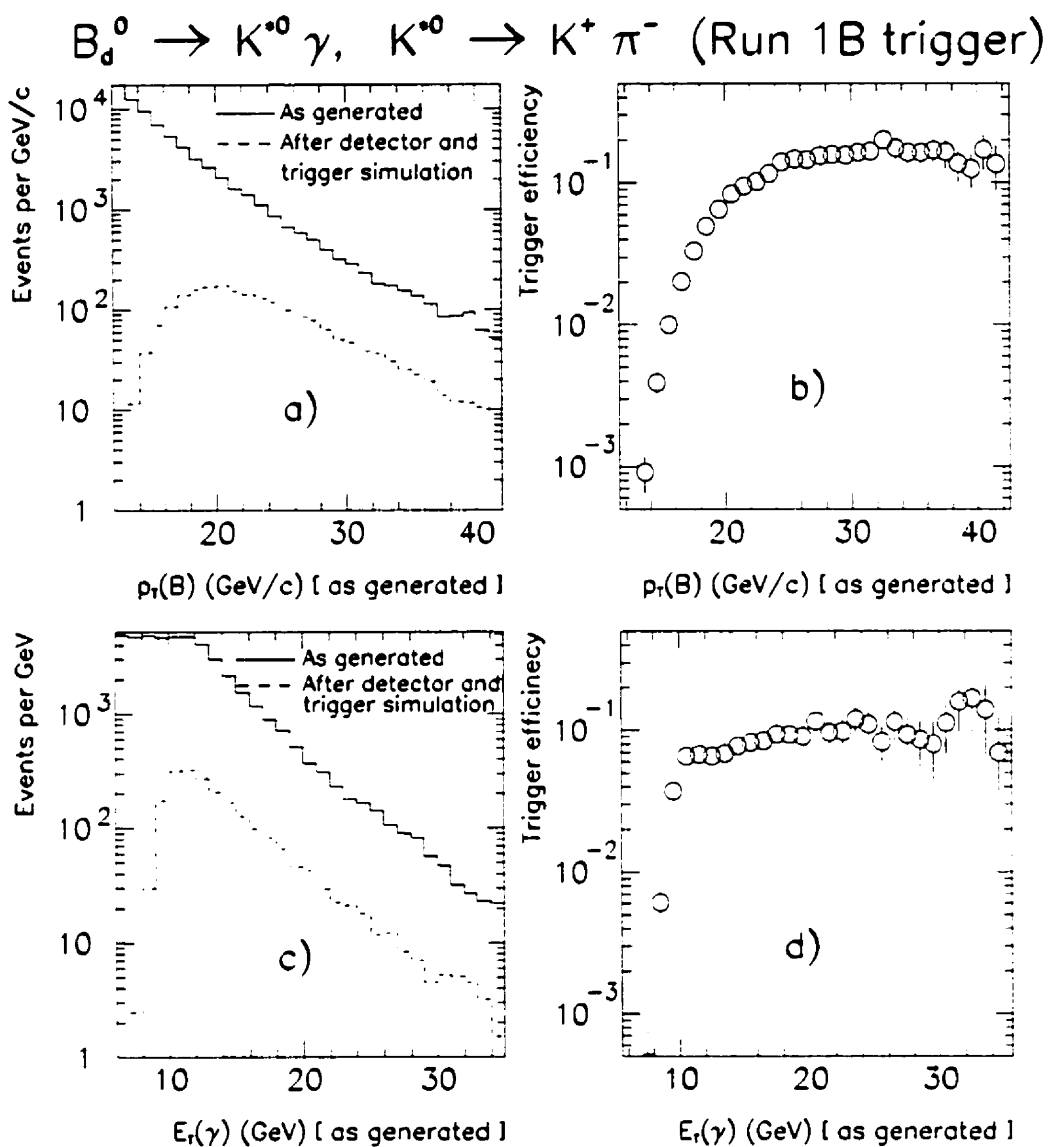 B_d^0 → K^{*0} γ, K^{*0} → K^+ π^- (Run 1B trigger)
Events per GeV/c
10^4
10^3
10^2
10
1
As generated
After detector and
trigger simulation
a)
20
30
40
p_T(B) (GeV/c) [ as generated ]
Trigger efficiency
10^{-1}
10^{-2}
10^{-3}
b)
20
30
40
p_T(B) (GeV/c) [ as generated ]
Events per GeV
10^3
10^2
10
1
As generated
After detector and
trigger simulation
c)
10
20
30
E_T(γ) (GeV) [ as generated ]
Trigger efficinecy
10^{-1}
10^{-2}
10^{-3}
d)
10
20
30
E_T(γ) (GeV) [ as generated ]